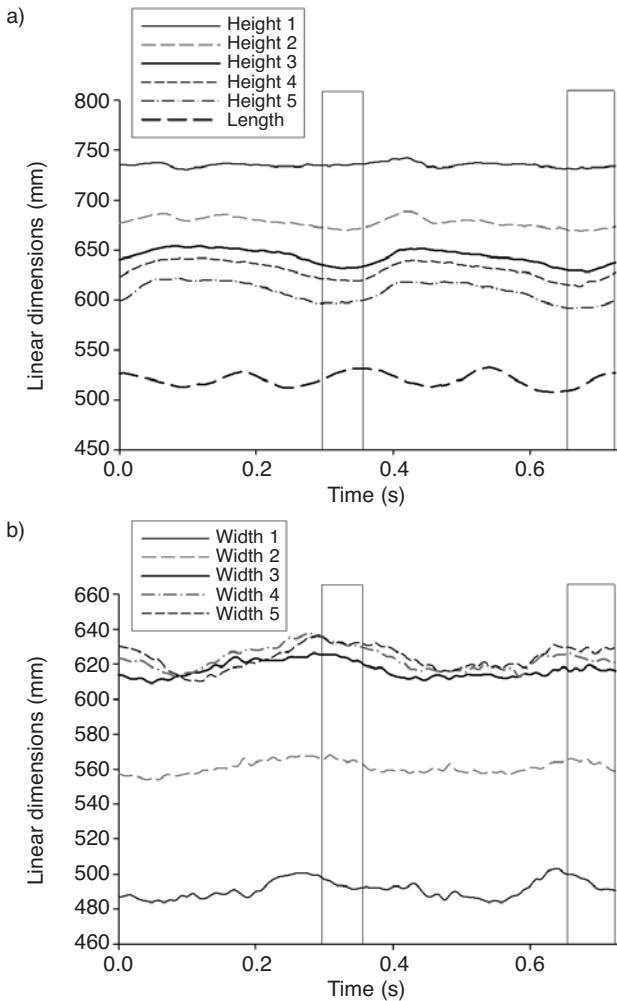 a)
Height 1
Height 2
Height 3
Height 4
Height 5
Length
800
750
700
650
600
550
500
450
Linear dimensions (mm)
0.0 0.2 0.4 0.6
Time (s)
b)
Width 1
Width 2
Width 3
Width 4
Width 5
660
640
620
600
580
560
540
520
500
480
460
Linear dimensions (mm)
0.0 0.2 0.4 0.6
Time (s)